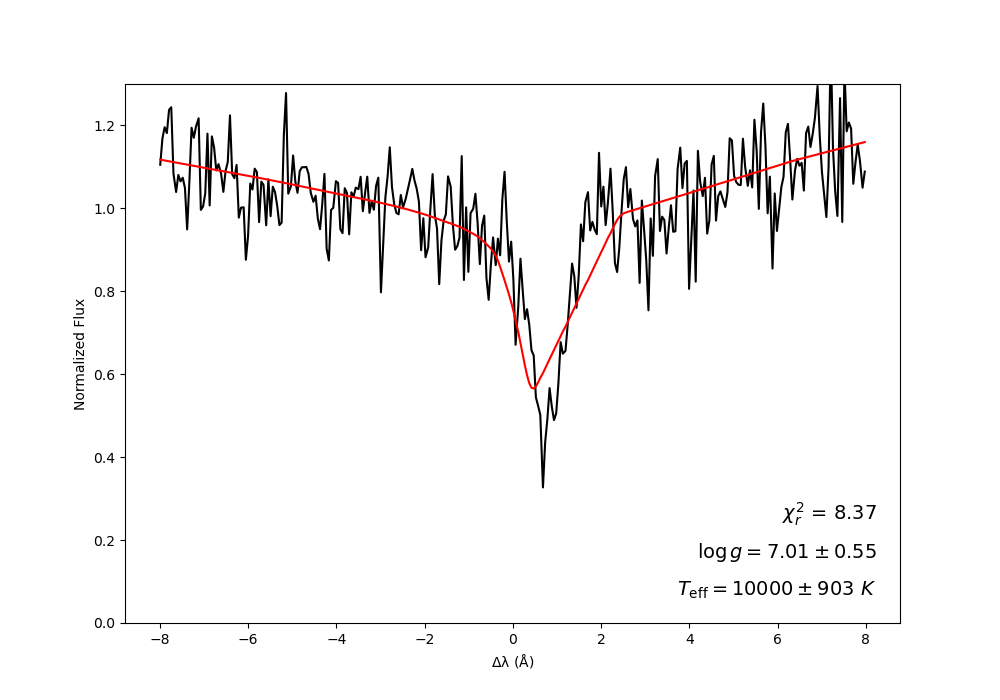 1.2
1.0
0.8
0.6
0.4
0.2
0.0
Normalized Flux
χ²ᵣ = 8.37
log g = 7.01 ± 0.55
T_eff = 10000 ± 903 K
−8 −6 −4 −2 0 2 4 6 8
Δλ (Å)